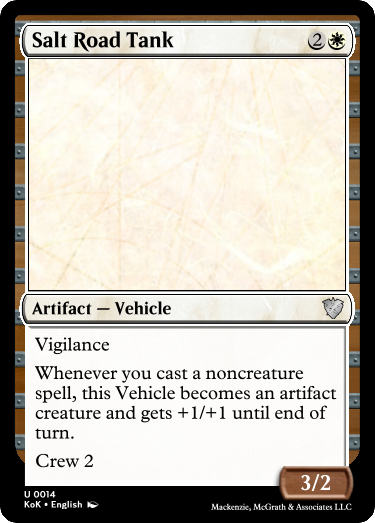 Salt Road Tank 2
Artifact — Vehicle
Vigilance
Whenever you cast a noncreature
spell, this Vehicle becomes an artifact
creature and gets +1/+1 until end of
turn.
Crew 2
3/2
U 0014
KoK • English
Mackenzie, McGrath & Associates LLC